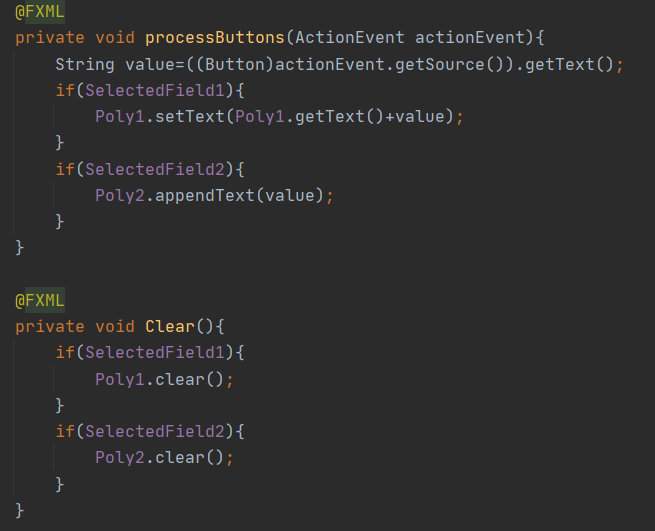 @FXML
private void processButtons(ActionEvent actionEvent){
    String value=((Button)actionEvent.getSource()).getText();
    if(SelectedField1){
        Poly1.setText(Poly1.getText()+value);
    }
    if(SelectedField2){
        Poly2.appendText(value);
    }
}

@FXML
private void Clear(){
    if(SelectedField1){
        Poly1.clear();
    }
    if(SelectedField2){
        Poly2.clear();
    }
}